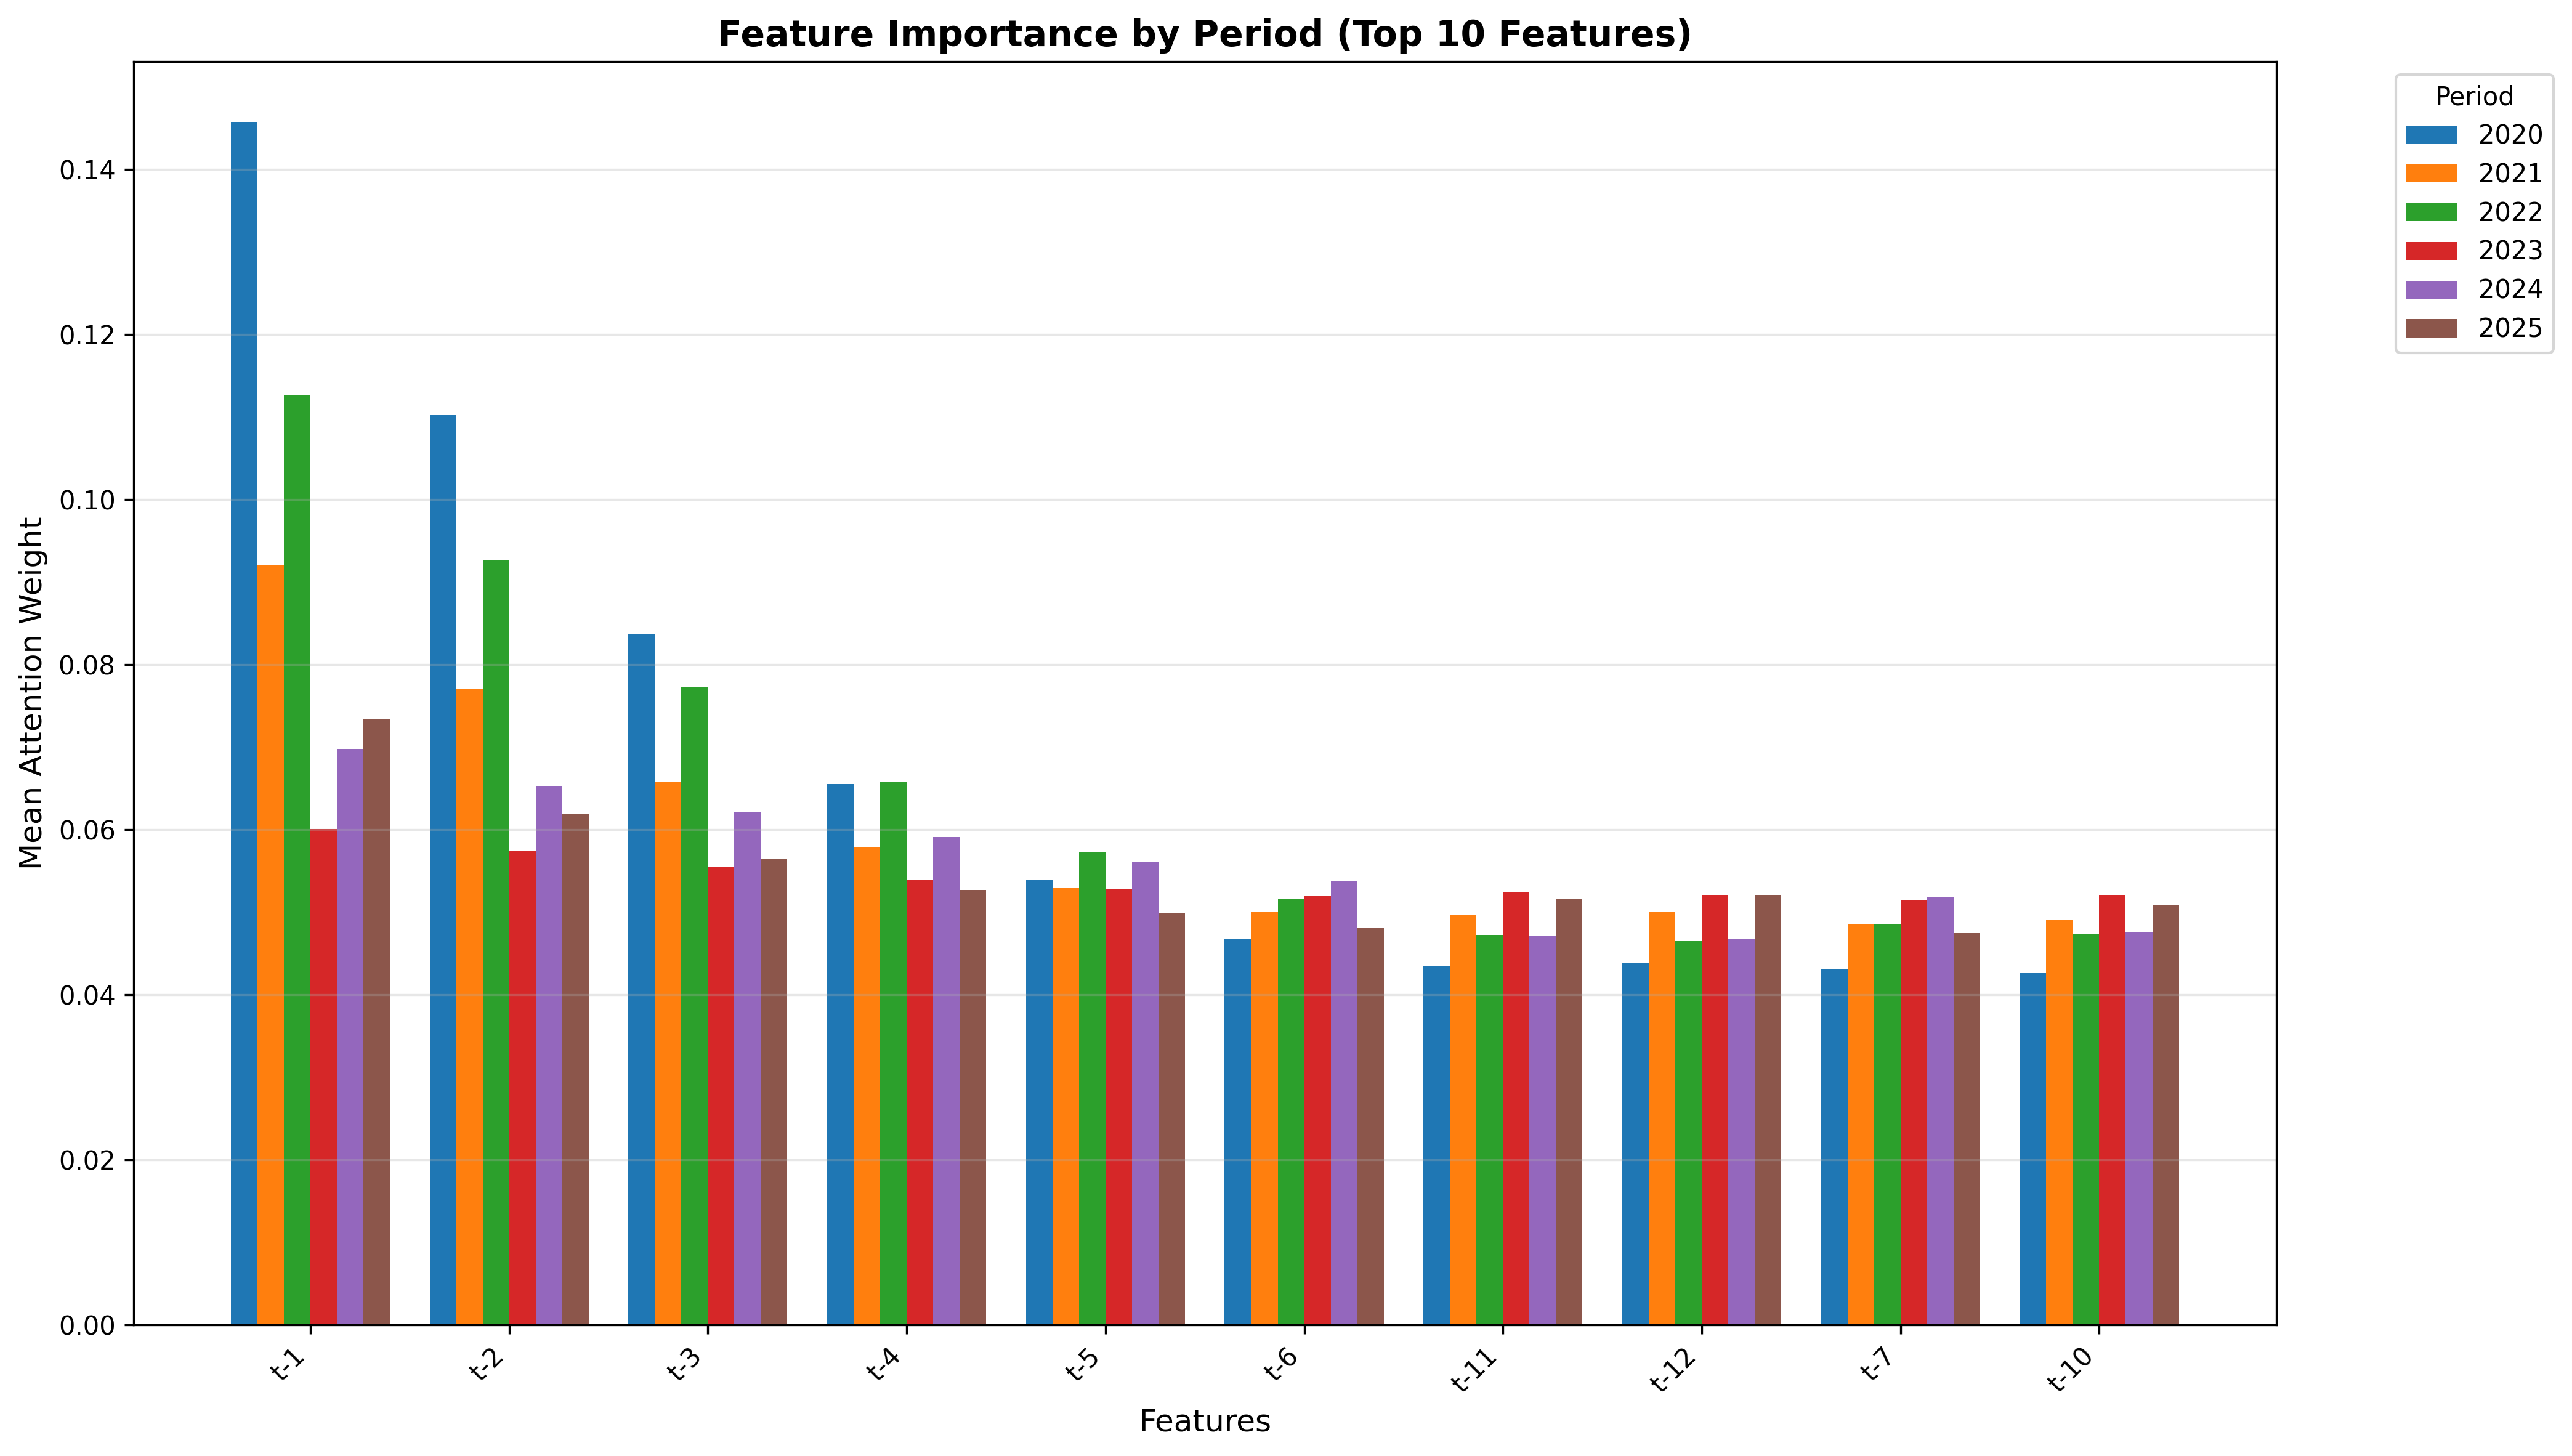 Feature Importance by Period (Top 10 Features)
Period
2020
2021
2022
2023
2024
2025
Mean Attention Weight
0.14
0.12
0.10
0.08
0.06
0.04
0.02
0.00
t-1
t-2
t-3
t-4
t-5
t-6
t-11
t-12
t-7
t-10
Features